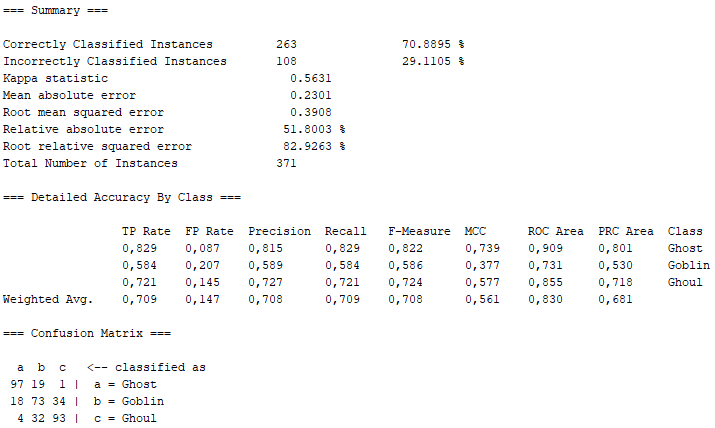 === Summary ===
Correctly Classified Instances 263 70.8895 %
Incorrectly Classified Instances 108 29.1105 %
Kappa statistic 0.5631
Mean absolute error 0.2301
Root mean squared error 0.3908
Relative absolute error 51.8003 %
Root relative squared error 82.9263 %
Total Number of Instances 371
=== Detailed Accuracy By Class ===
TP Rate FP Rate Precision Recall F-Measure MCC ROC Area PRC Area Class
0,829 0,087 0,815 0,829 0,822 0,739 0,909 0,801 Ghost
0,584 0,207 0,589 0,584 0,586 0,377 0,731 0,530 Goblin
0,721 0,145 0,727 0,721 0,724 0,577 0,855 0,718 Ghoul
Weighted Avg. 0,709 0,147 0,708 0,709 0,708 0,561 0,830 0,681
=== Confusion Matrix ===
a b c <-- classified as
97 19 1 | a = Ghost
18 73 34 | b = Goblin
4 32 93 | c = Ghoul